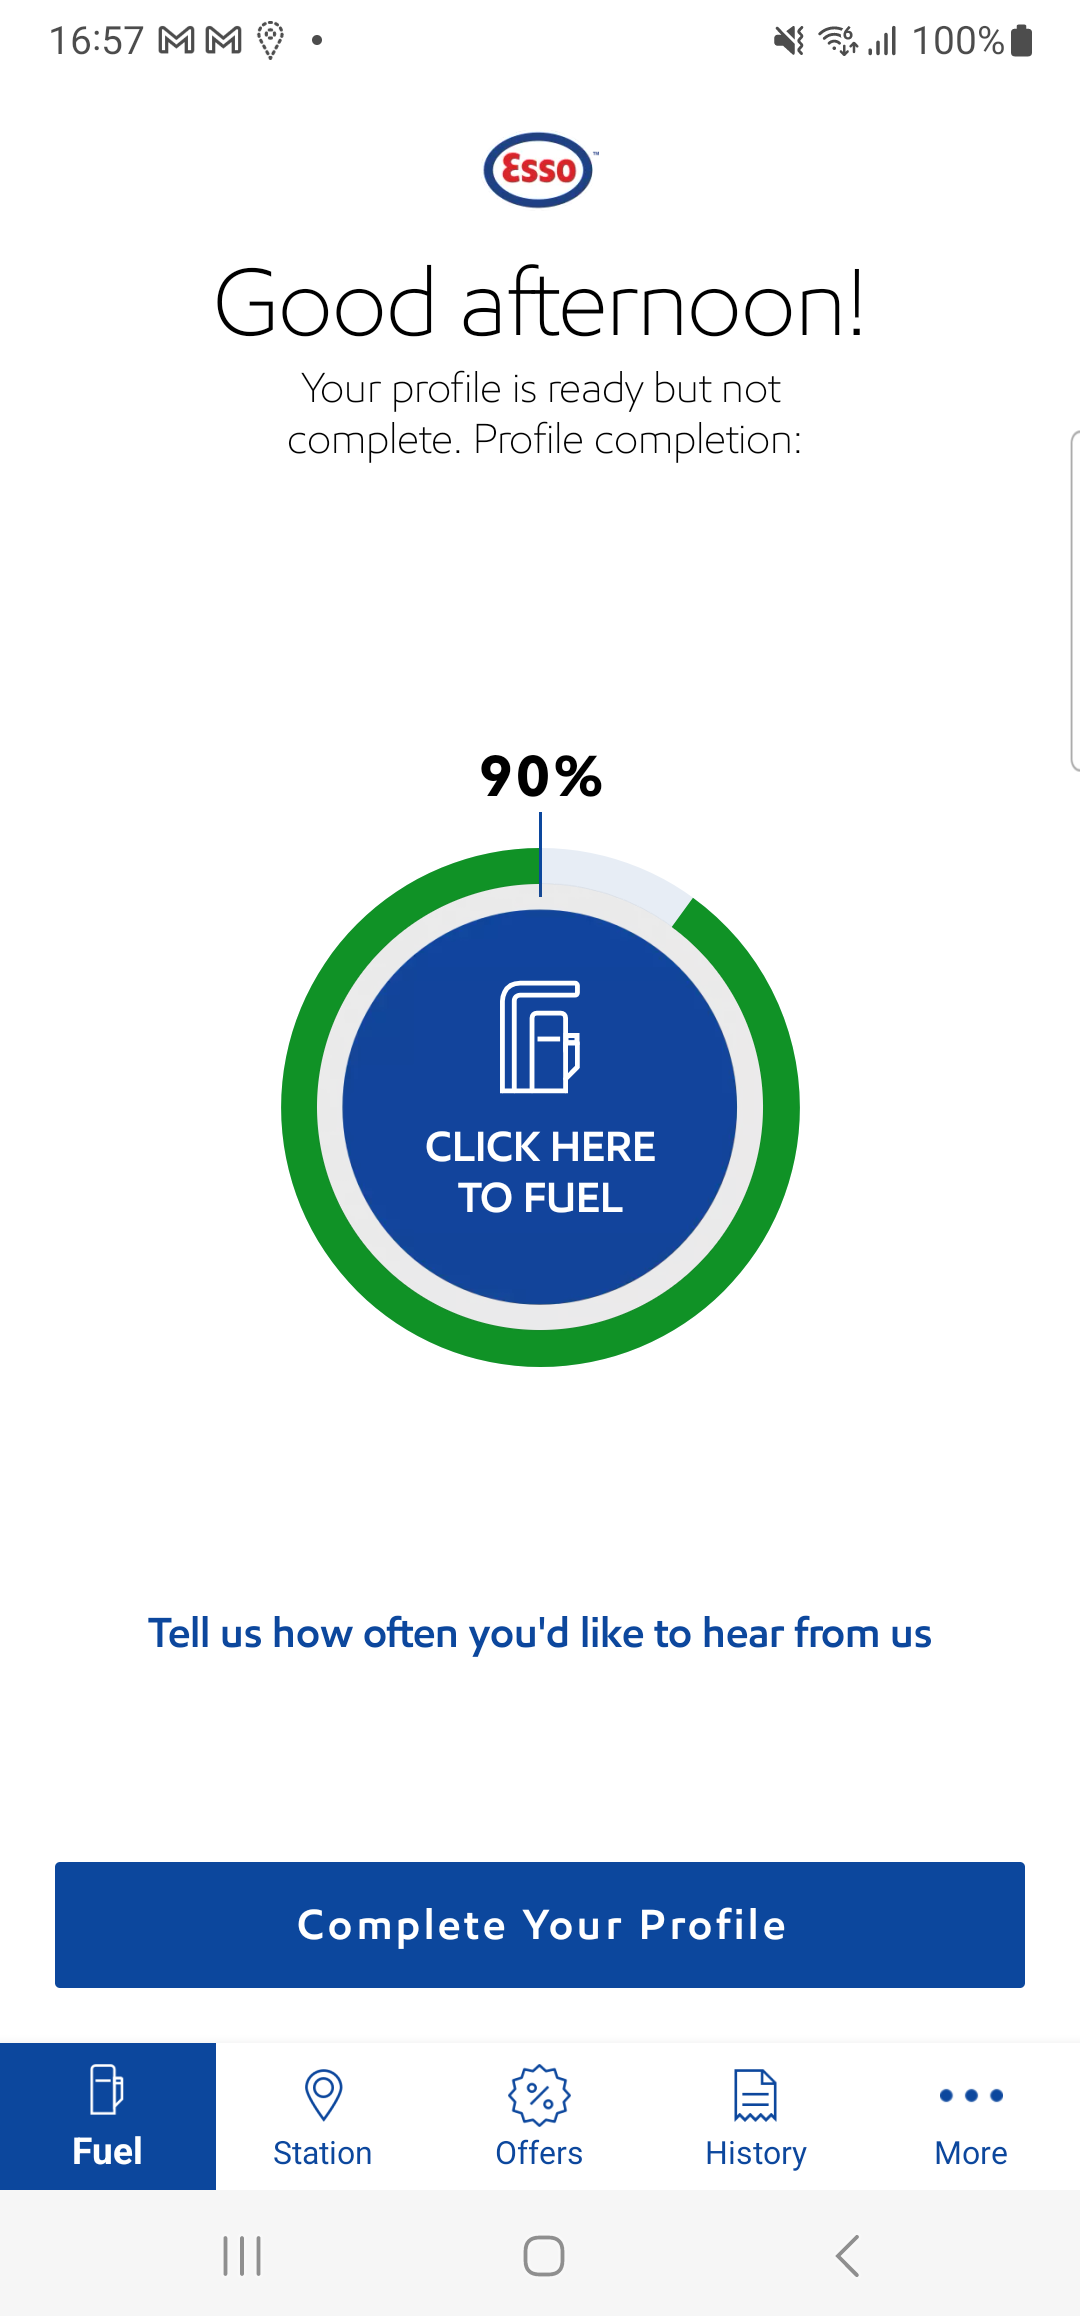 16:57
100%
Esso
Good afternoon!
Your profile is ready but not
complete. Profile completion:
90%
CLICK HERE
TO FUEL
Tell us how often you'd like to hear from us
Complete Your Profile
Fuel
Station
Offers
History
More